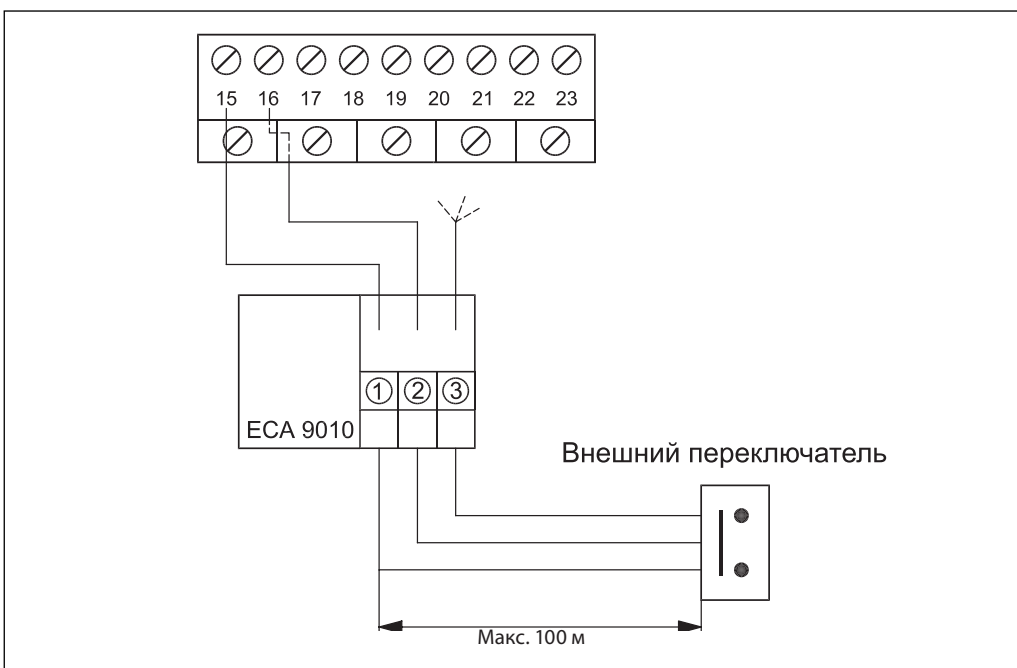 15 16 17 18 19 20 21 22 23
1 2 3
ECA 9010
Внешний переключатель
Макс. 100 м